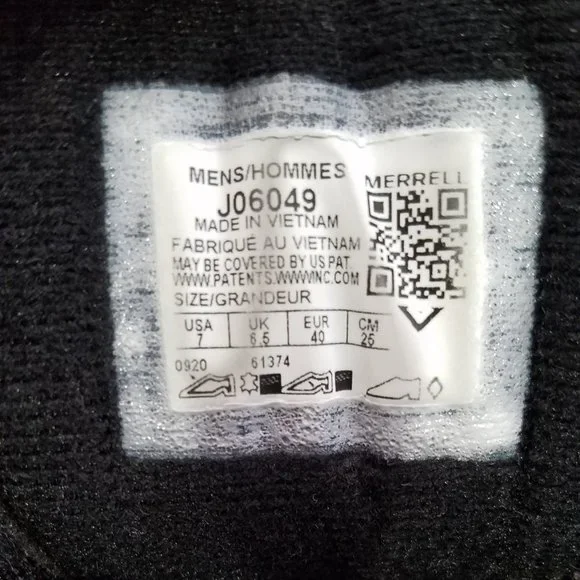 MENS/HOMMES
MERRELL
J06049
MADE IN VIETNAM
FABRIQUÉ AU VIETNAM
MAY BE COVERED BY US PAT
WWW.PATENTS.WWWINC.COM
SIZE/GRANDEUR
USA UK EUR CM
7 6.5 40 25
0920 61374